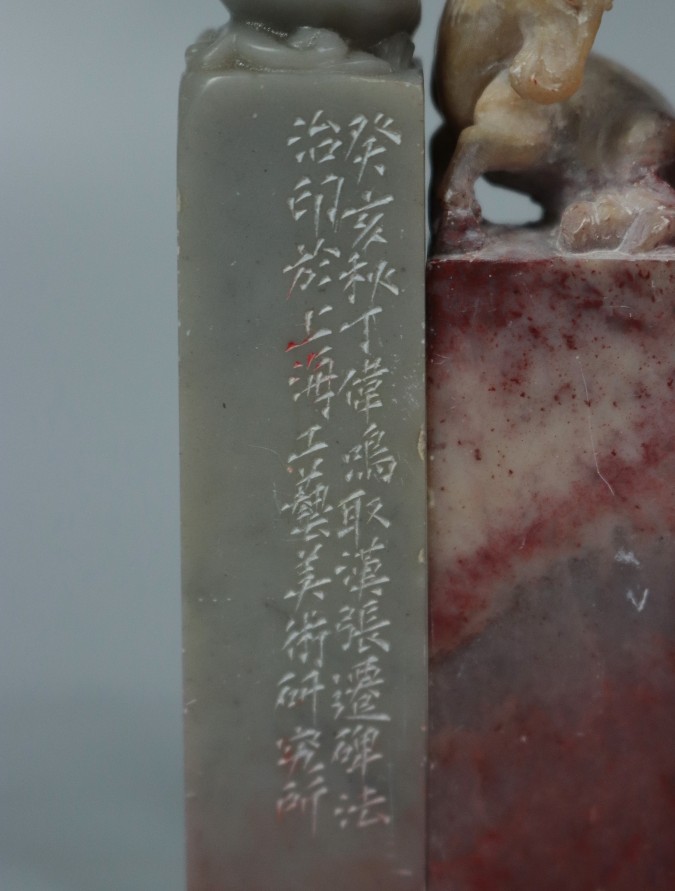 癸亥秋丁偉鳴取漢張遷碑法
治印於上海工藝美術研究所